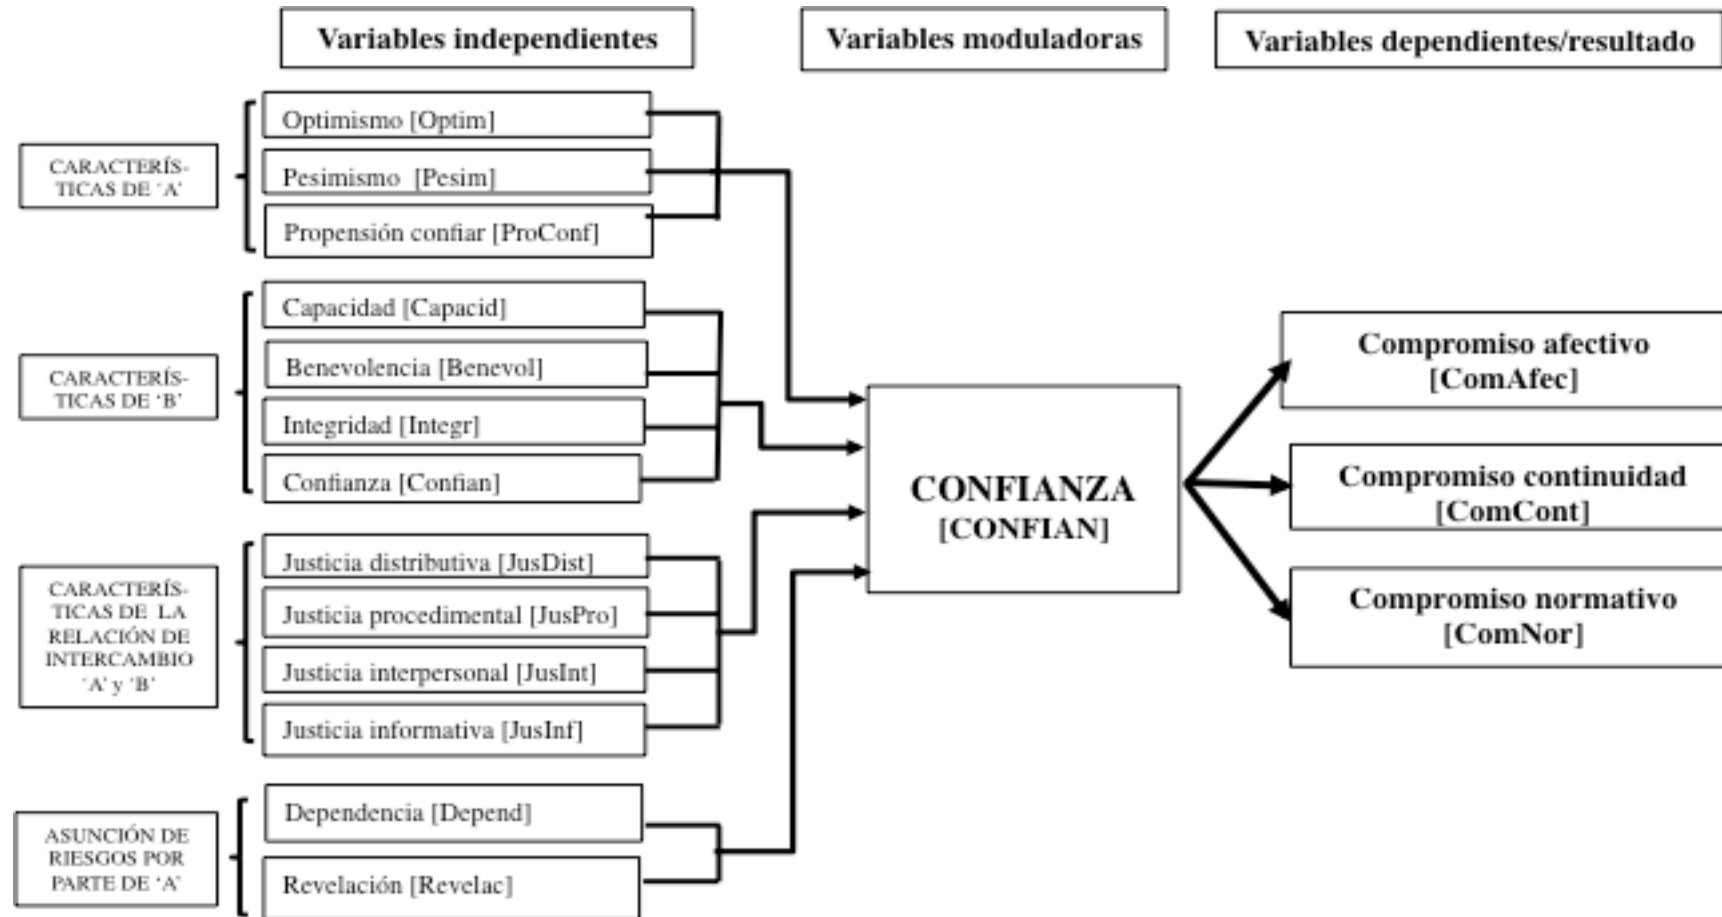 Variables independientes
Variables moduladoras
Variables dependientes/resultado
CARACTERÍS-
TICAS DE ‘A’
Optimismo [Optim]
Pesimismo [Pesim]
Propensión confiar [ProConf]
CARACTERÍS-
TICAS DE ‘B’
Capacidad [Capacid]
Benevolencia [Benevol]
Integridad [Integr]
Confianza [Confian]
CARACTERÍS-
TICAS DE LA
RELACIÓN DE
INTERCAMBIO
‘A’ y ‘B’
Justicia distributiva [JusDist]
Justicia procedimental [JusPro]
Justicia interpersonal [JusInt]
Justicia informativa [JusInf]
ASUNCIÓN DE
RIESGOS POR
PARTE DE ‘A’
Dependencia [Depend]
Revelación [Revelac]
CONFIANZA
[CONFIAN]
Compromiso afectivo
[ComAfec]
Compromiso continuidad
[ComCont]
Compromiso normativo
[ComNor]